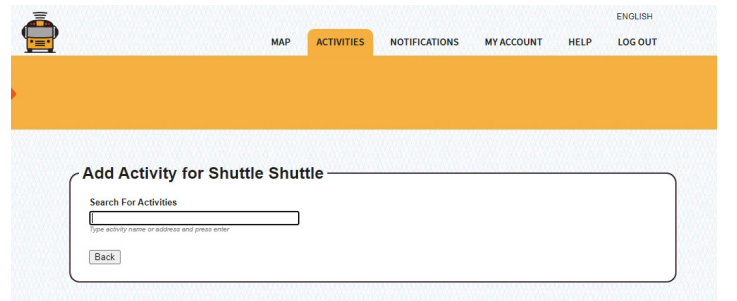 ENGLISH
MAP ACTIVITIES NOTIFICATIONS MY ACCOUNT HELP LOG OUT
Add Activity for Shuttle Shuttle
Search For Activities
Type activity name or address and press enter
Back